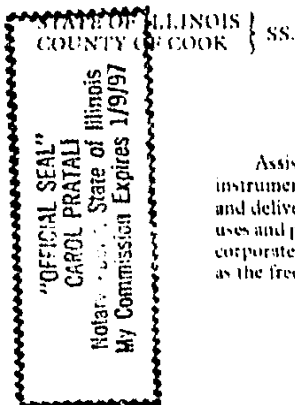 STATE OF ILLINOIS
COUNTY OF COOK } SS.
"OFFICIAL SEAL"
CAROL PRATALI
Notary State of Illinois
My Commission Expires 1/9/97
Assis
instrumen
and delive
uses and p
corporate
as the free